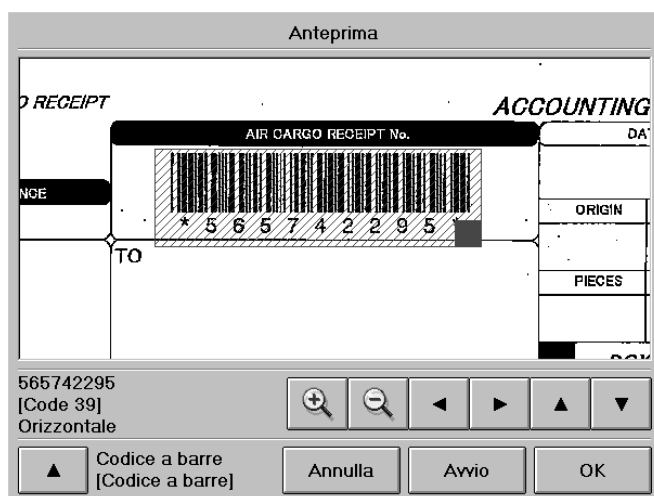 Anteprima
O RECEIPT
ACCOUNTING
AIR CARGO RECEIPT No.
DA
NCE
*565742295*
ORIGIN
TO
PIECES
565742295
[Code 39]
Orizzontale
Codice a barre
[Codice a barre]
Annulla
Avvio
OK